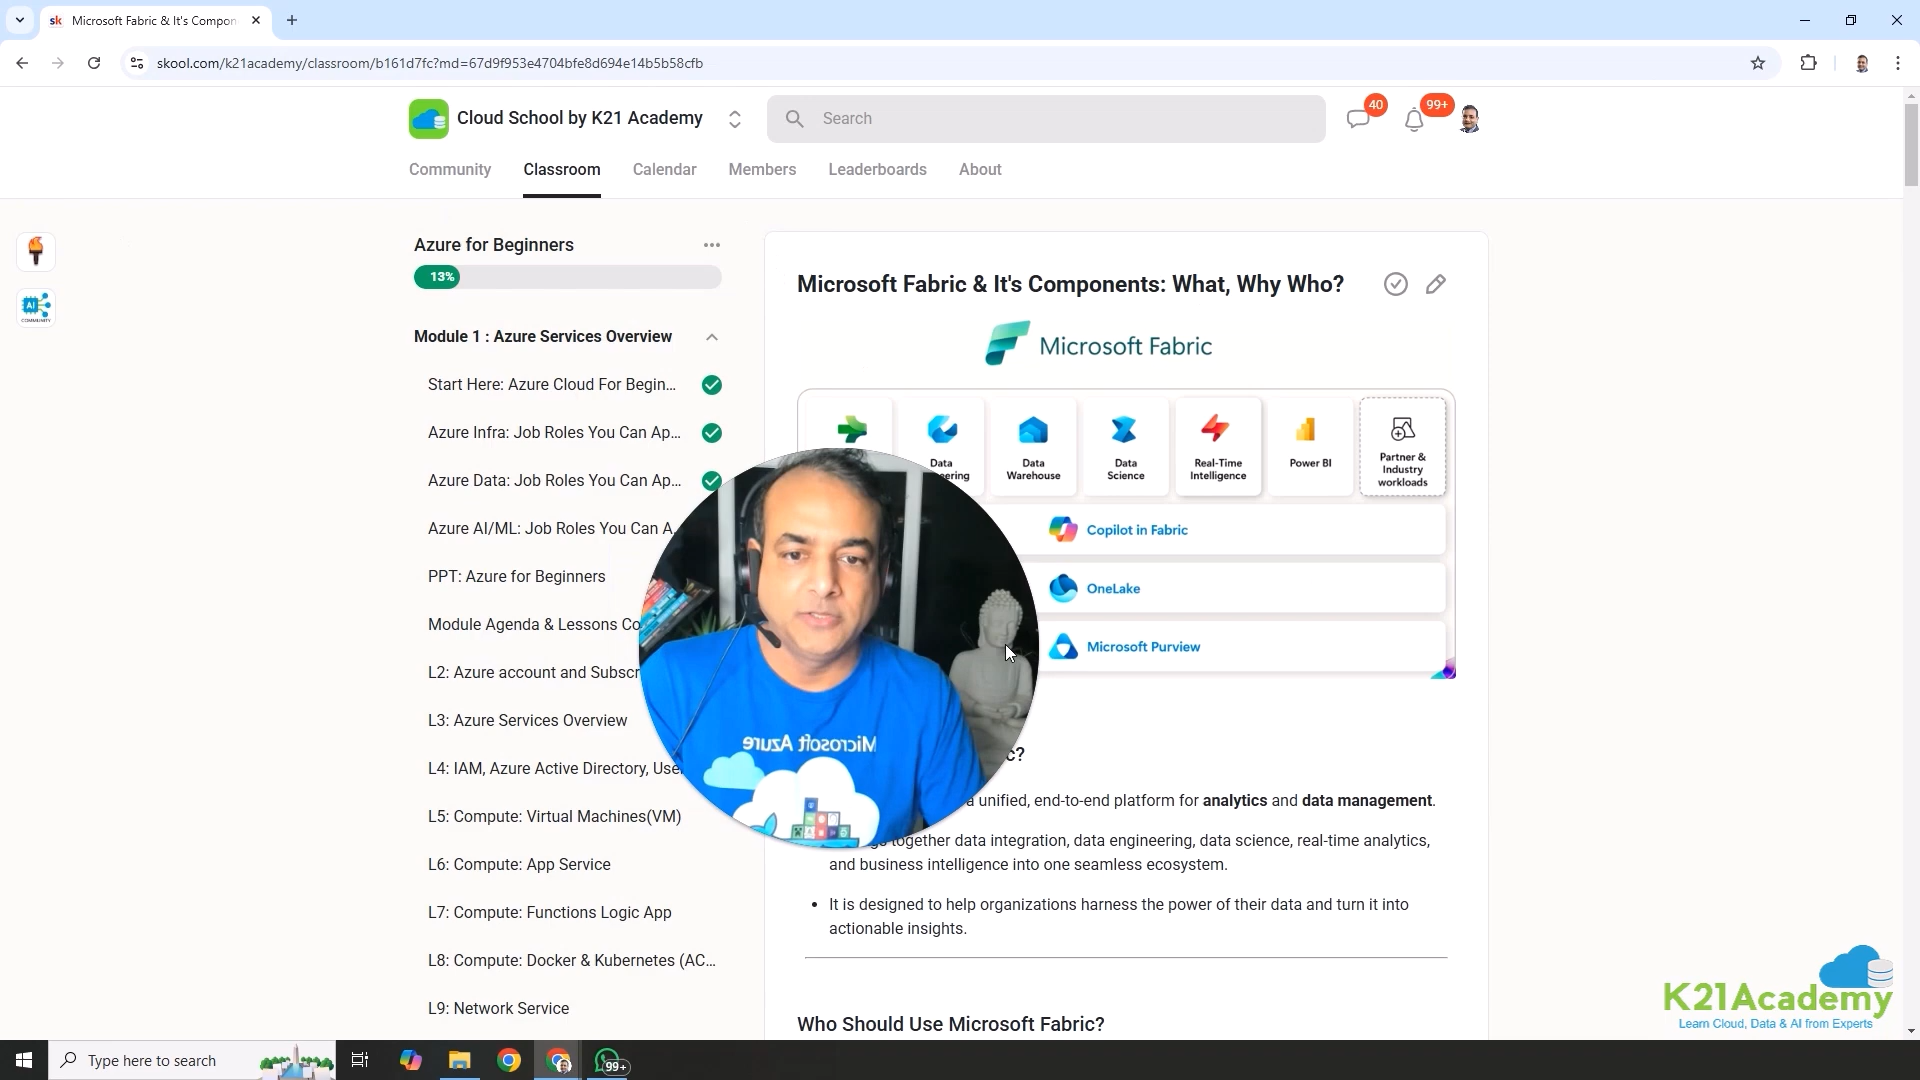 Microsoft Fabric & It's Compon
skool.com/k21academy/classroom/b161d7fc?md=67d9f953e4704bfe8d694e14b5b58cfb
Cloud School by K21 Academy
Search
40
99+
Community
Classroom
Calendar
Members
Leaderboards
About
Azure for Beginners
13%
Module 1 : Azure Services Overview
Start Here: Azure Cloud For Begin...
Azure Infra: Job Roles You Can Ap...
Azure Data: Job Roles You Can Ap...
Azure AI/ML: Job Roles You Can A
PPT: Azure for Beginners
Module Agenda & Lessons Co
L2: Azure account and Subscr
L3: Azure Services Overview
L4: IAM, Azure Active Directory, Use
L5: Compute: Virtual Machines(VM)
L6: Compute: App Service
L7: Compute: Functions Logic App
L8: Compute: Docker & Kubernetes (AC...
L9: Network Service
AI
COMMUNITY
Microsoft Fabric & It's Components: What, Why Who?
Microsoft Fabric
Data
ering
Data
Warehouse
Data
Science
Real-Time
Intelligence
Power BI
Partner &
Industry
workloads
Copilot in Fabric
OneLake
Microsoft Purview
Microsoft Azure
c?
a unified, end-to-end platform for analytics and data management.
gs together data integration, data engineering, data science, real-time analytics,
and business intelligence into one seamless ecosystem.
• It is designed to help organizations harness the power of their data and turn it into
actionable insights.
Who Should Use Microsoft Fabric?
K21Academy
Learn Cloud, Data & AI from Experts
Type here to search
99+